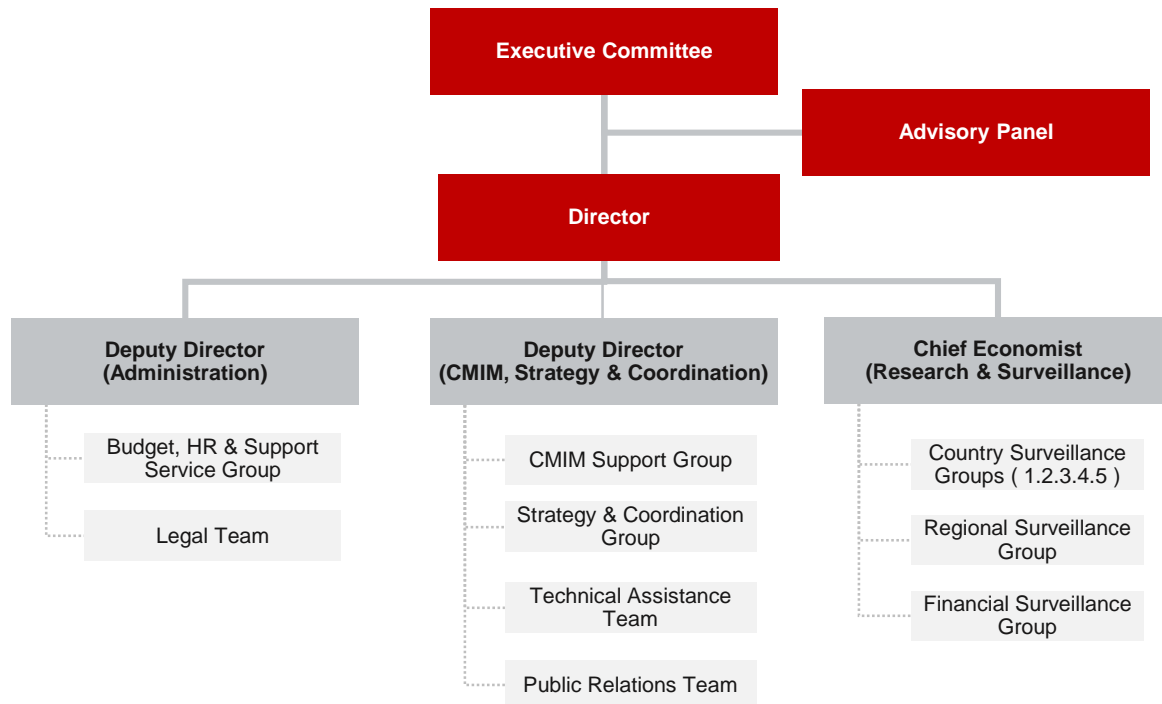 Executive Committee
Advisory Panel
Director
Deputy Director
(Administration)
Budget, HR & Support
Service Group
Legal Team
Deputy Director
(CMIM, Strategy & Coordination)
CMIM Support Group
Strategy & Coordination
Group
Technical Assistance
Team
Public Relations Team
Chief Economist
(Research & Surveillance)
Country Surveillance
Groups ( 1.2.3.4.5 )
Regional Surveillance
Group
Financial Surveillance
Group